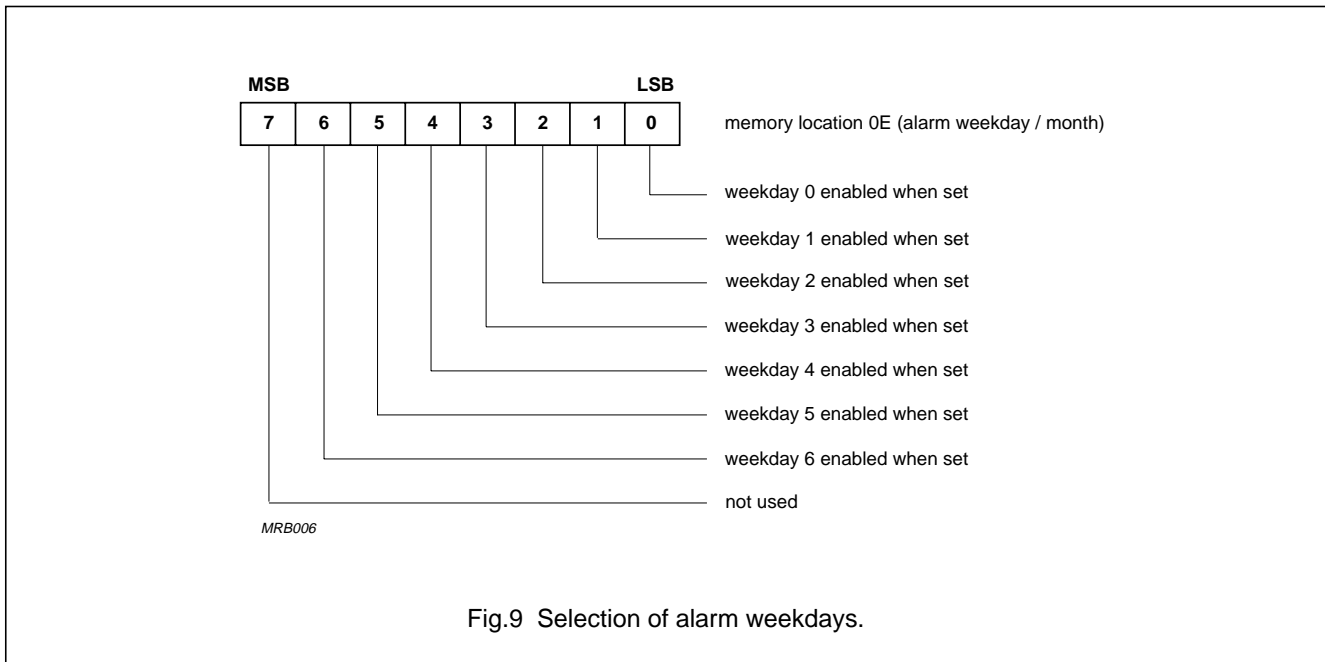 MSB LSB
7 6 5 4 3 2 1 0 memory location 0E (alarm weekday / month)
weekday 0 enabled when set
weekday 1 enabled when set
weekday 2 enabled when set
weekday 3 enabled when set
weekday 4 enabled when set
weekday 5 enabled when set
weekday 6 enabled when set
not used
MRB006
Fig.9 Selection of alarm weekdays.